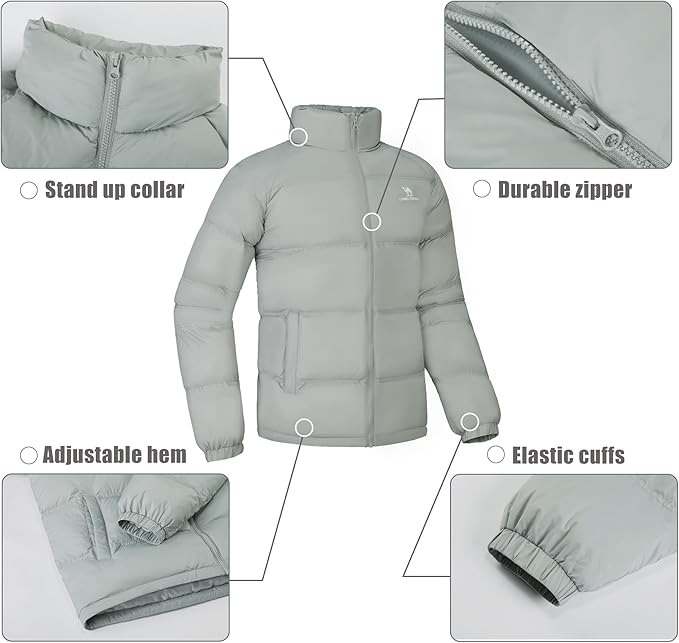 Stand up collar
Durable zipper
Adjustable hem
Elastic cuffs